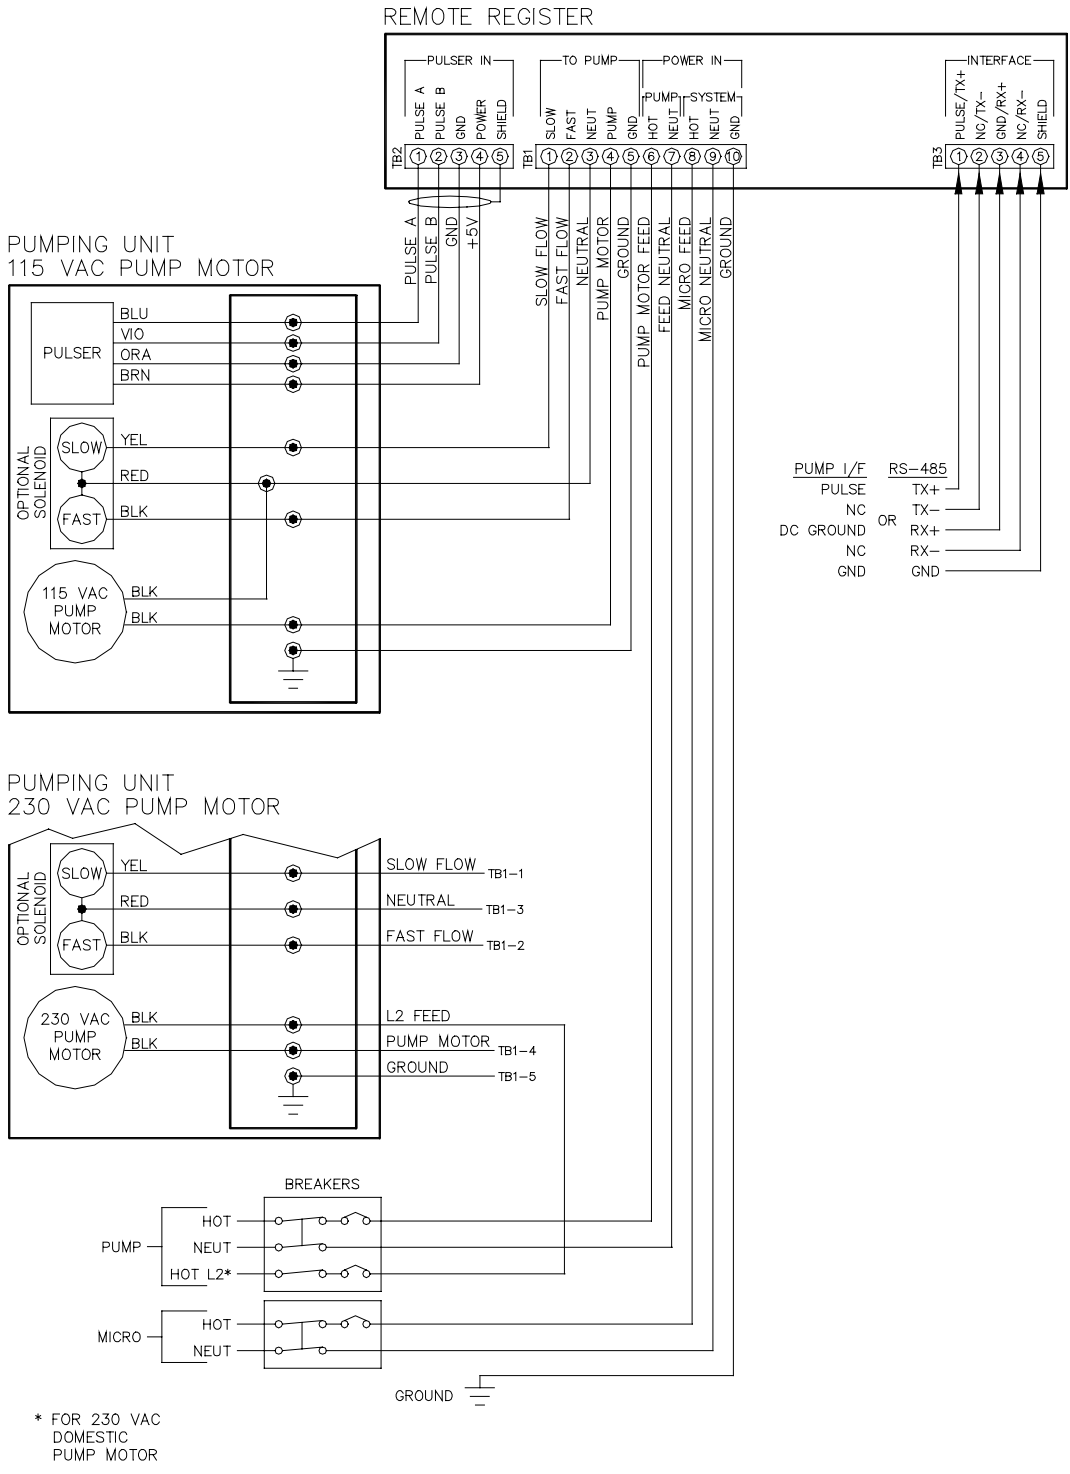 REMOTE REGISTER
PULSER IN
TO PUMP
POWER IN
INTERFACE
PUMP
SYSTEM
PULSE A
PULSE B
GND
POWER
SHIELD
SLOW
FAST
NEUT
PUMP
GND
HOT
NEUT
HOT
NEUT
GND
PULSE/TX+
NC/TX-
GND/RX+
NC/RX-
SHIELD
TB2
1 2 3 4 5
TB1
1 2 3 4 5 6 7 8 9 10
TB3
1 2 3 4 5
PULSE A
PULSE B
GND
+5V
SLOW FLOW
FAST FLOW
NEUTRAL
PUMP MOTOR
GROUND
PUMP MOTOR FEED
FEED NEUTRAL
MICRO FEED
MICRO NEUTRAL
GROUND
PUMPING UNIT
115 VAC PUMP MOTOR
PULSER
BLU
VIO
ORA
BRN
OPTIONAL
SOLENOID
SLOW
YEL
RED
FAST
BLK
115 VAC
PUMP
MOTOR
BLK
BLK
PUMP I/F
RS-485
PULSE
TX+
NC
TX-
OR
DC GROUND
RX+
NC
RX-
GND
GND
PUMPING UNIT
230 VAC PUMP MOTOR
OPTIONAL
SOLENOID
SLOW
YEL
SLOW FLOW
TB1-1
RED
NEUTRAL
TB1-3
FAST
BLK
FAST FLOW
TB1-2
230 VAC
PUMP
MOTOR
BLK
L2 FEED
BLK
PUMP MOTOR
TB1-4
GROUND
TB1-5
BREAKERS
PUMP
HOT
NEUT
HOT L2*
MICRO
HOT
NEUT
GROUND
* FOR 230 VAC
DOMESTIC
PUMP MOTOR